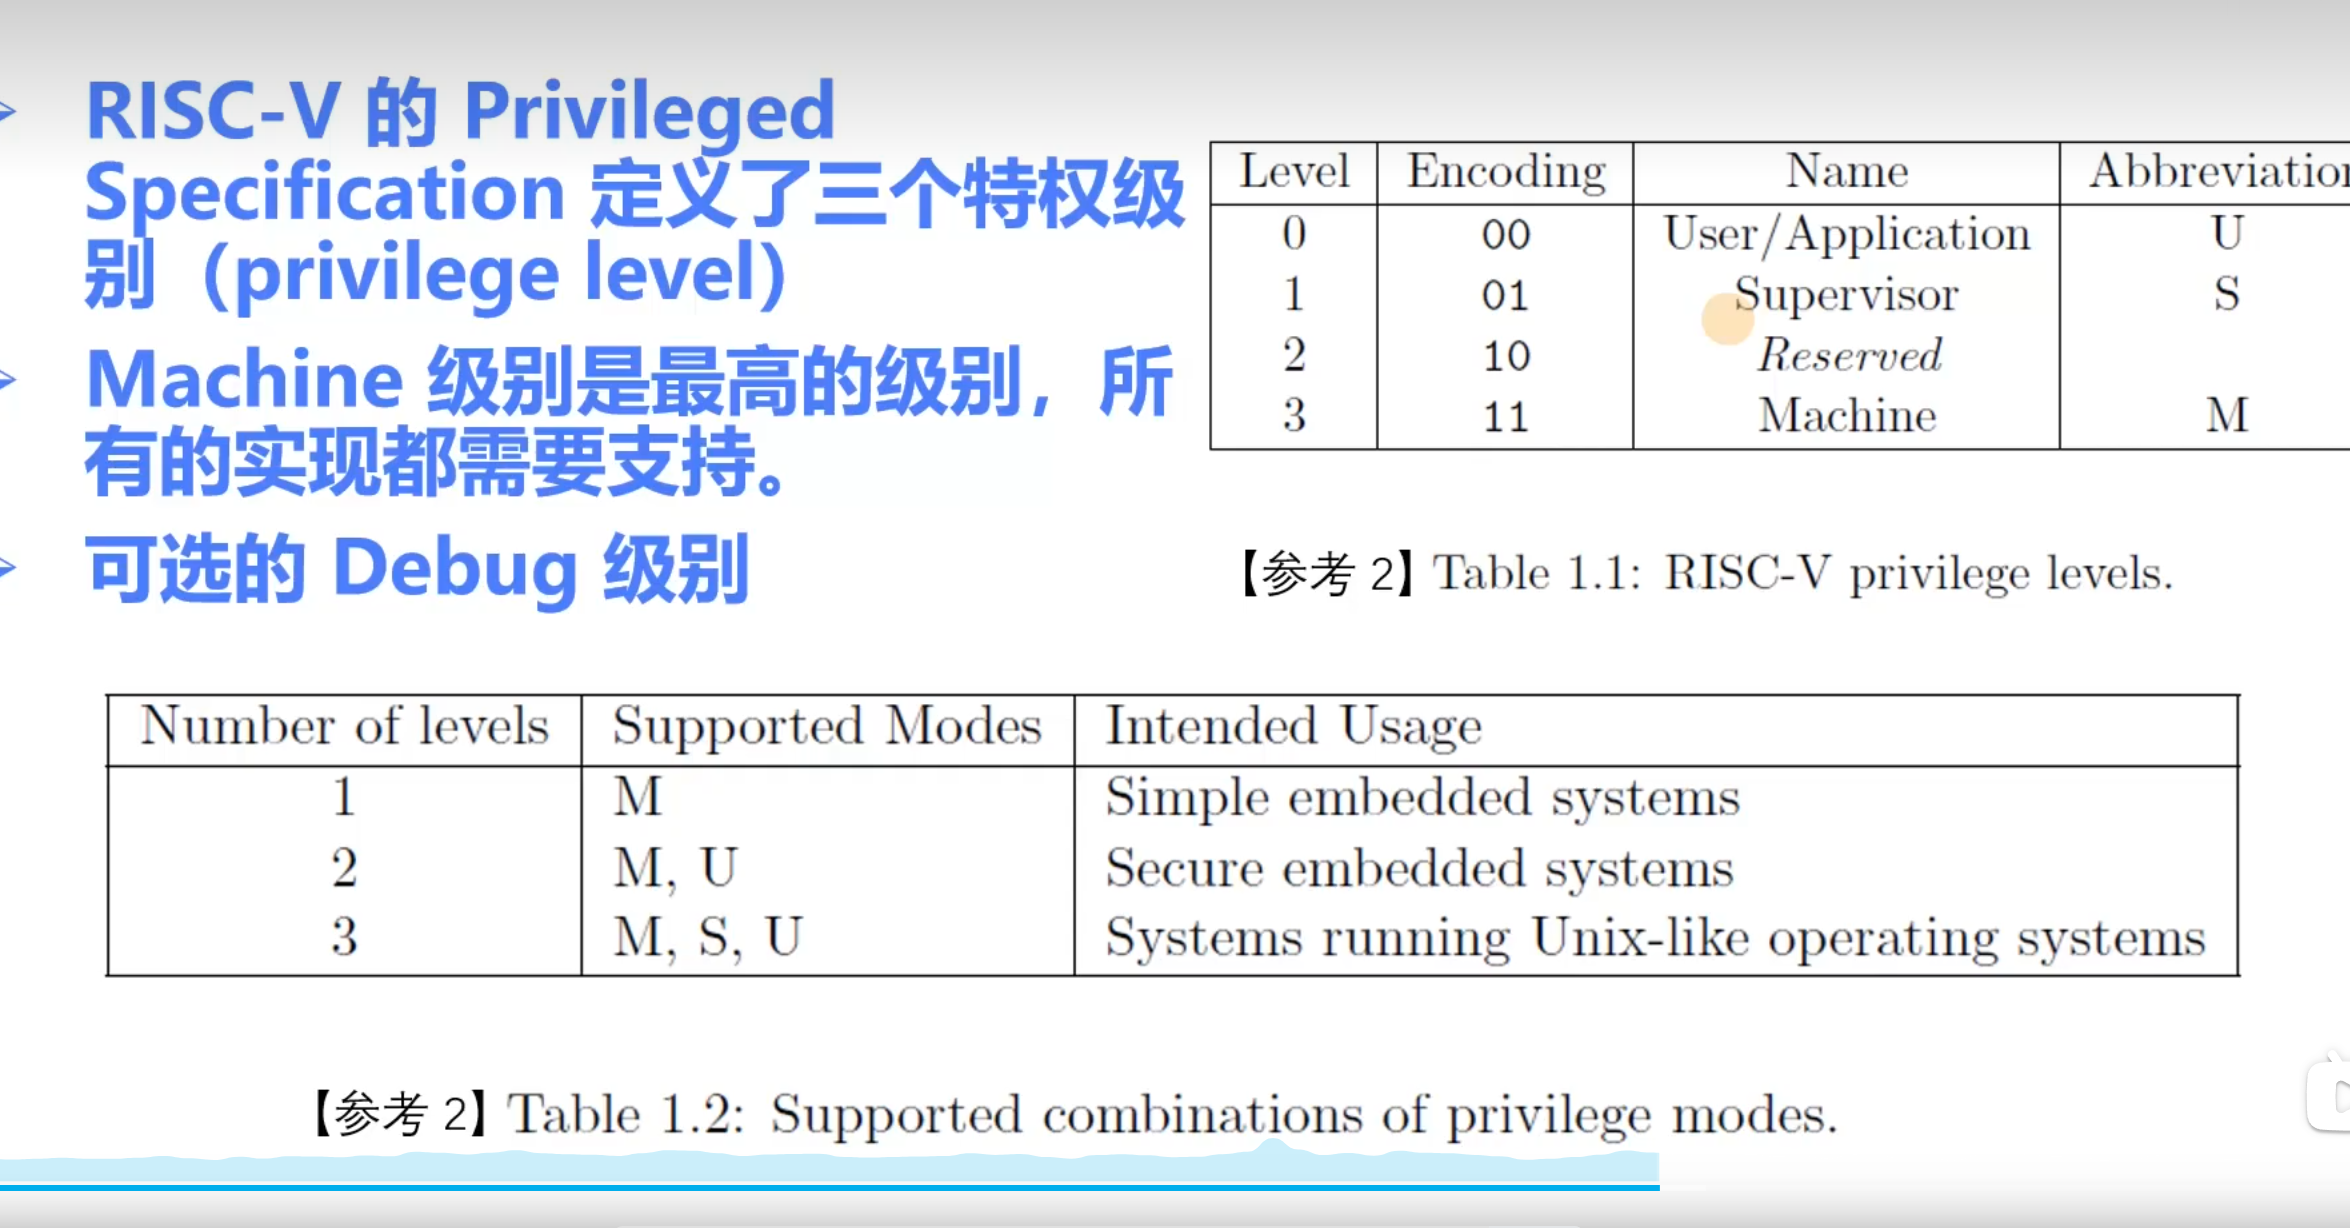 RISC-V 的 Privileged
Specification 定义了三个特权级
别（privilege level）
Machine 级别是最高的级别，所
有的实现都需要支持。
可选的 Debug 级别
Level Encoding Name Abbreviation
0 00 User/Application U
1 01 Supervisor S
2 10 Reserved
3 11 Machine M
【参考 2】Table 1.1: RISC-V privilege levels.
Number of levels Supported Modes Intended Usage
1 M Simple embedded systems
2 M, U Secure embedded systems
3 M, S, U Systems running Unix-like operating systems
【参考 2】Table 1.2: Supported combinations of privilege modes.